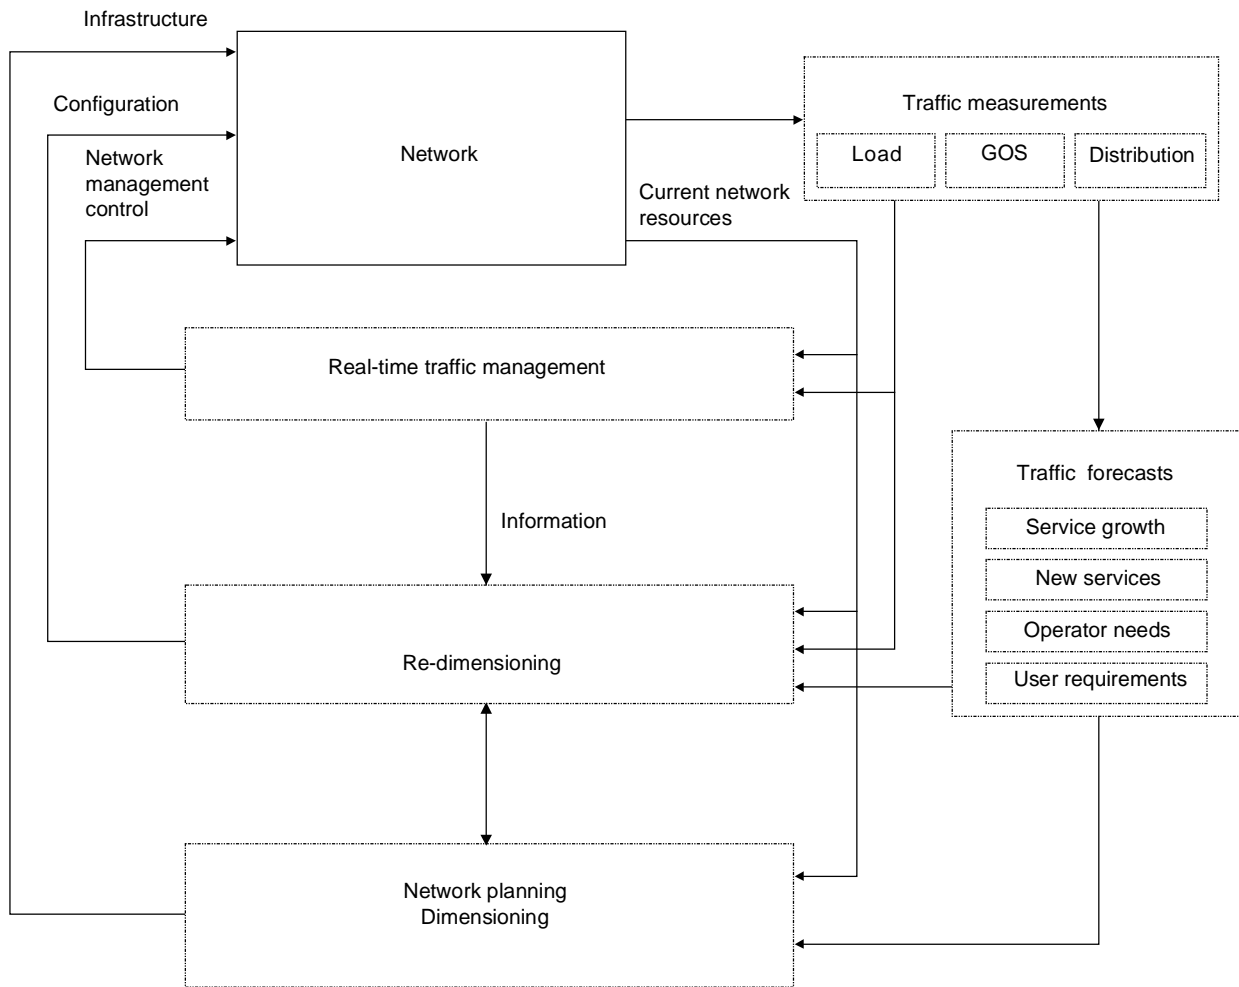 Infrastructure
Configuration
Network
management
control
Network
Traffic measurements
Load
GOS
Distribution
Current network
resources
Real-time traffic management
Information
Traffic forecasts
Service growth
New services
Operator needs
User requirements
Re-dimensioning
Network planning
Dimensioning